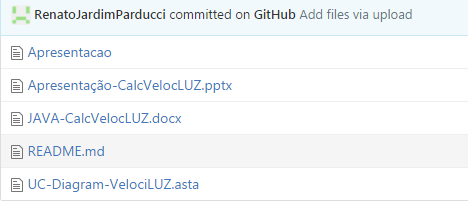 RenatoJardimParducci committed on GitHub Add files via upload
Apresentacao
Apresentação-CalcVelocLUZ.pptx
JAVA-CalcVelocLUZ.docx
README.md
UC-Diagram-VelociLUZ.asta